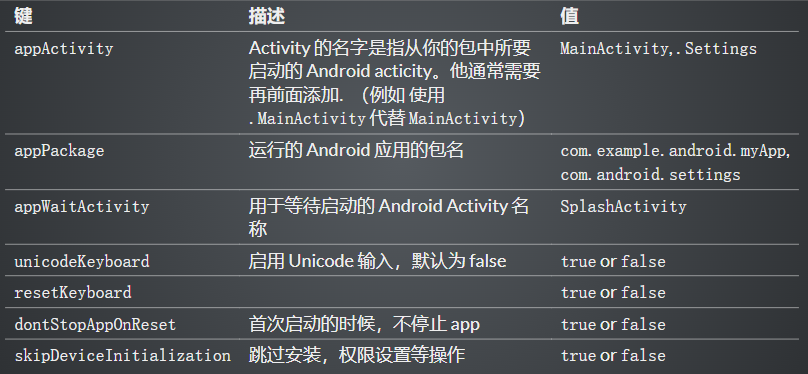 键 描述 值
appActivity Activity 的名字是指从你的包中所要 MainActivity,.Settings
启动的 Android acticity。他通常需要
再前面添加. （例如 使用
.MainActivity 代替 MainActivity）
appPackage 运行的 Android 应用的包名 com.example.android.myApp,
com.android.settings
appWaitActivity 用于等待启动的 Android Activity 名 SplashActivity
称
unicodeKeyboard 启用 Unicode 输入，默认为 false true or false
resetKeyboard true or false
dontStopAppOnReset 首次启动的时候，不停止 app true or false
skipDeviceInitialization 跳过安装，权限设置等操作 true or false